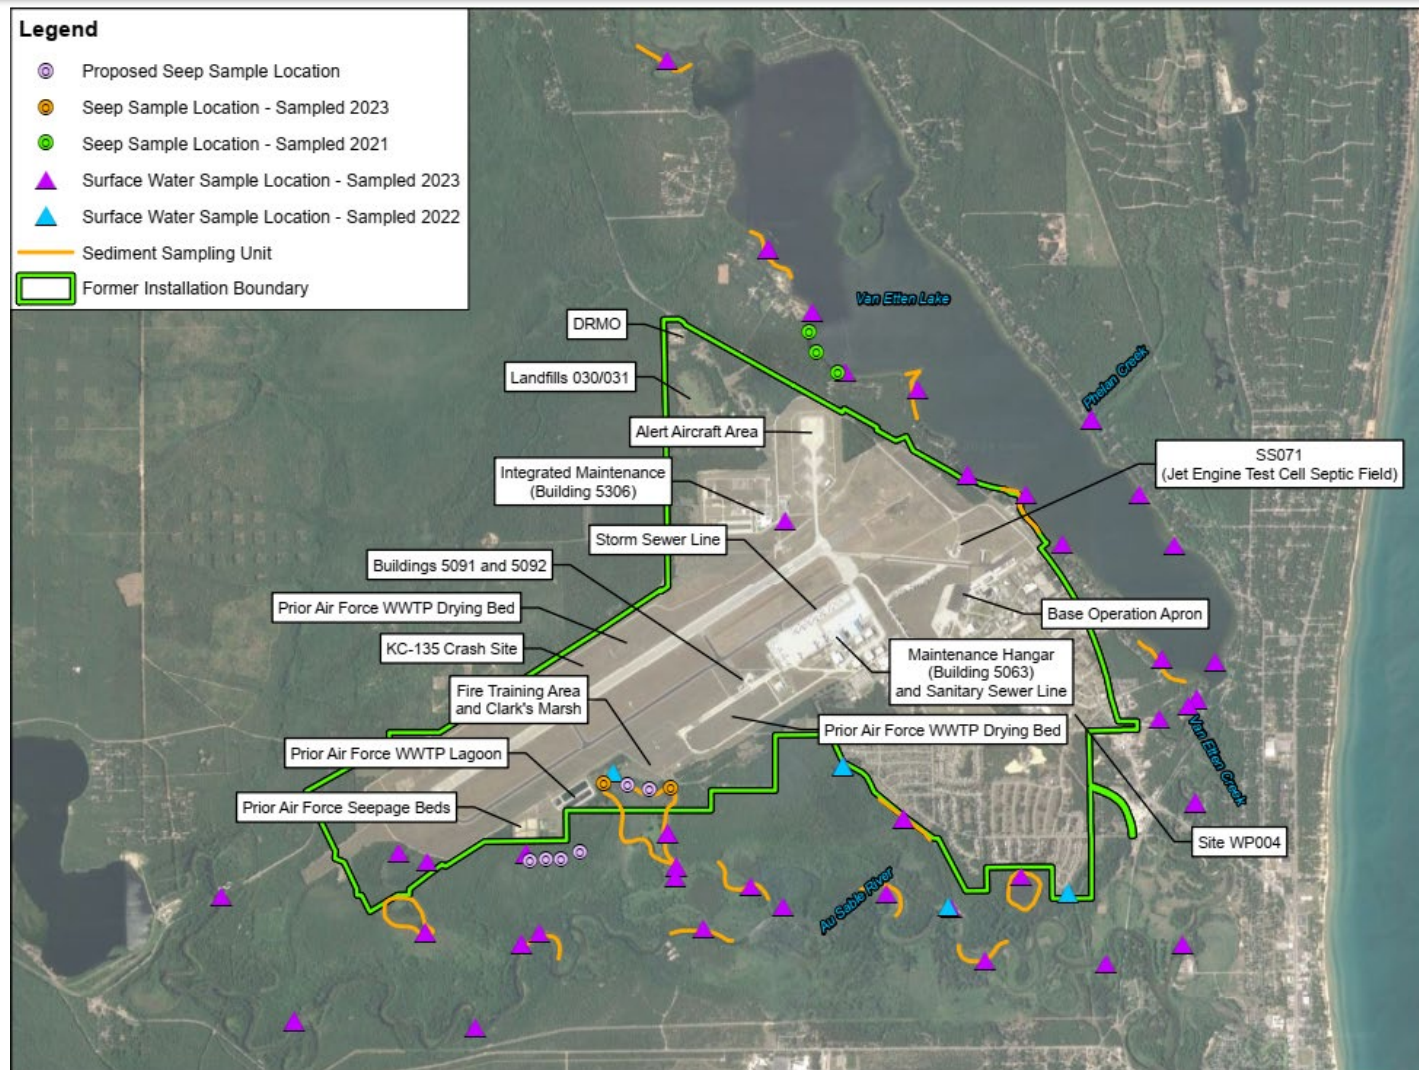 Legend
Proposed Seep Sample Location
Seep Sample Location - Sampled 2023
Seep Sample Location - Sampled 2021
Surface Water Sample Location - Sampled 2023
Surface Water Sample Location - Sampled 2022
Sediment Sampling Unit
Former Installation Boundary
Van Etten Lake
DRMO
Landfills 030/031
Phelan Creek
Alert Aircraft Area
SS071
(Jet Engine Test Cell Septic Field)
Integrated Maintenance
(Building 5306)
Storm Sewer Line
Buildings 5091 and 5092
Prior Air Force WWTP Drying Bed
Base Operation Apron
KC-135 Crash Site
Maintenance Hangar
(Building 5063)
and Sanitary Sewer Line
Fire Training Area
and Clark's Marsh
Prior Air Force WWTP Drying Bed
Prior Air Force WWTP Lagoon
Van Etten Creek
Prior Air Force Seepage Beds
Site WP004
Au Sable River